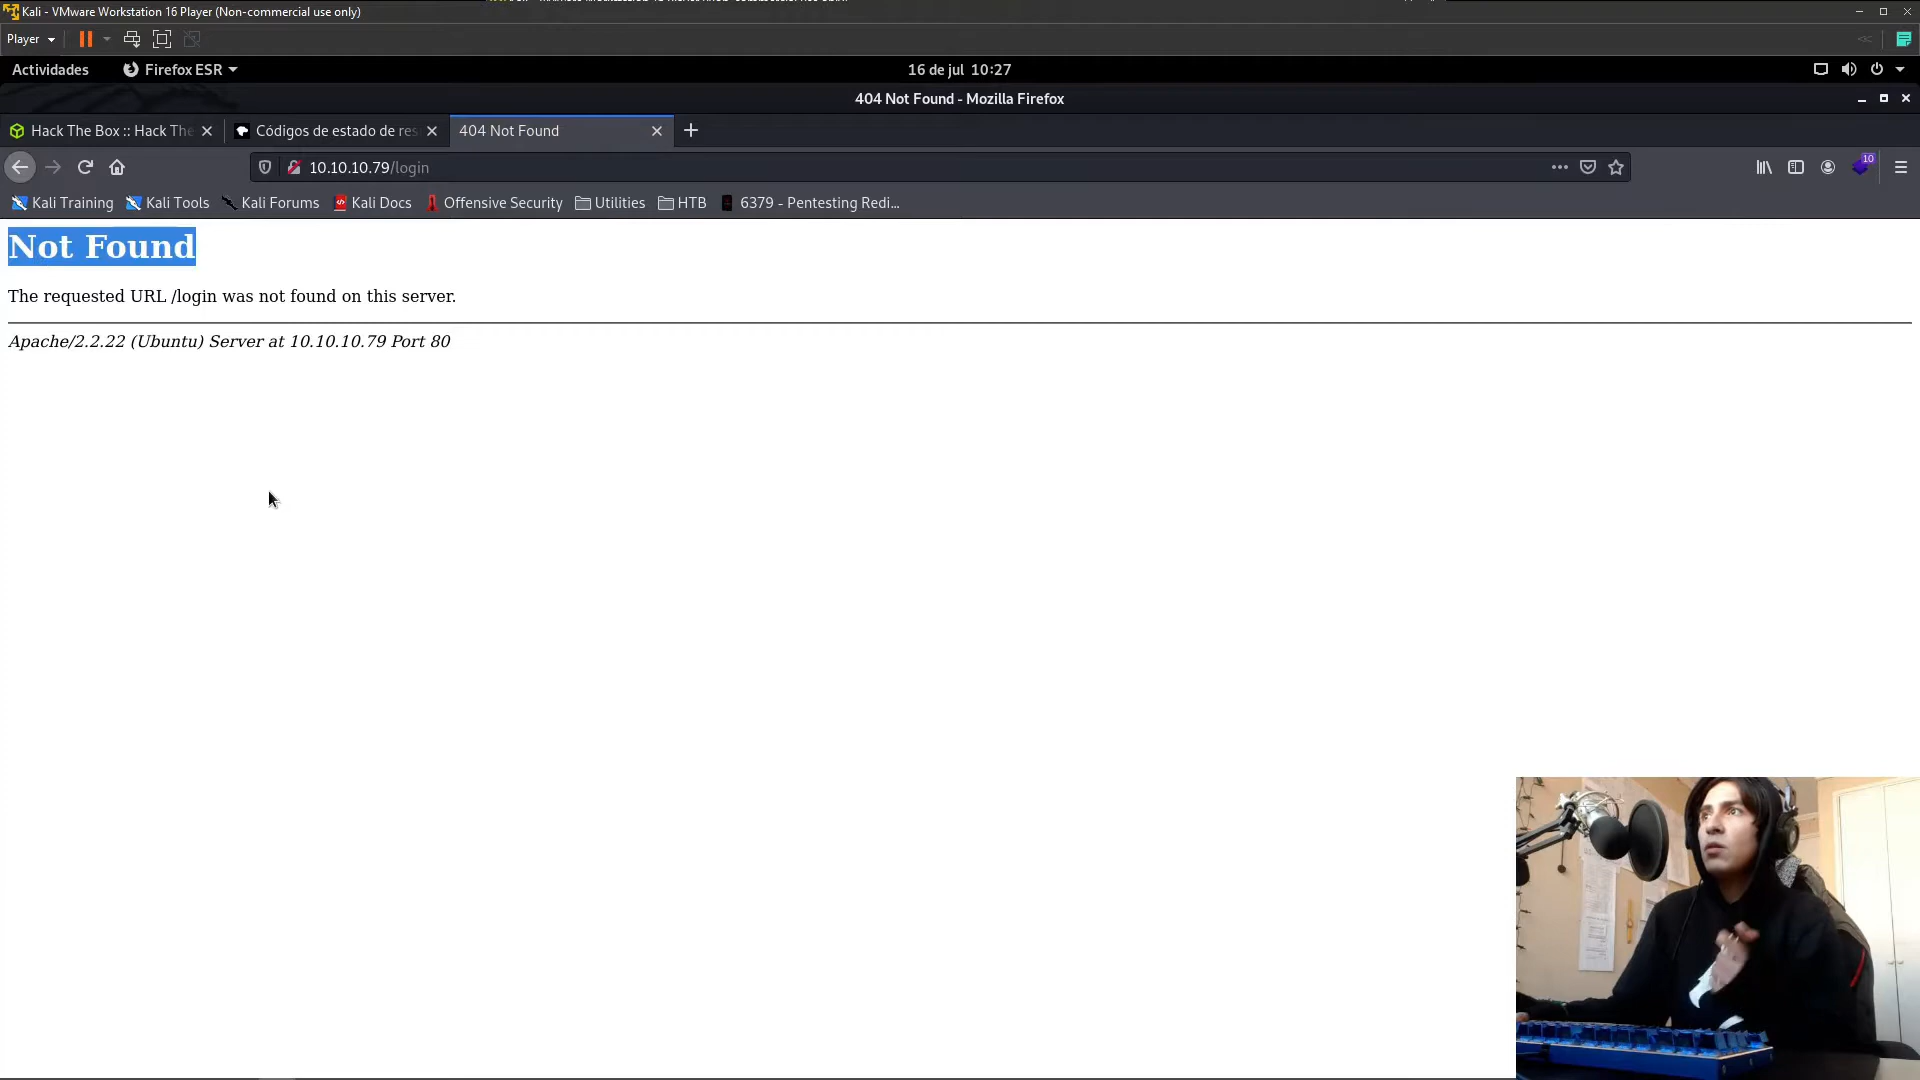 Kali - VMware Workstation 16 Player (Non-commercial use only)
Player
Actividades
Firefox ESR
16 de jul 10:27
404 Not Found - Mozilla Firefox
Hack The Box :: Hack The
Códigos de estado de res
404 Not Found
10.10.10.79/login
10
Kali Training
Kali Tools
Kali Forums
Kali Docs
Offensive Security
Utilities
HTB
6379 - Pentesting Redi...
Not Found
The requested URL /login was not found on this server.
Apache/2.2.22 (Ubuntu) Server at 10.10.10.79 Port 80